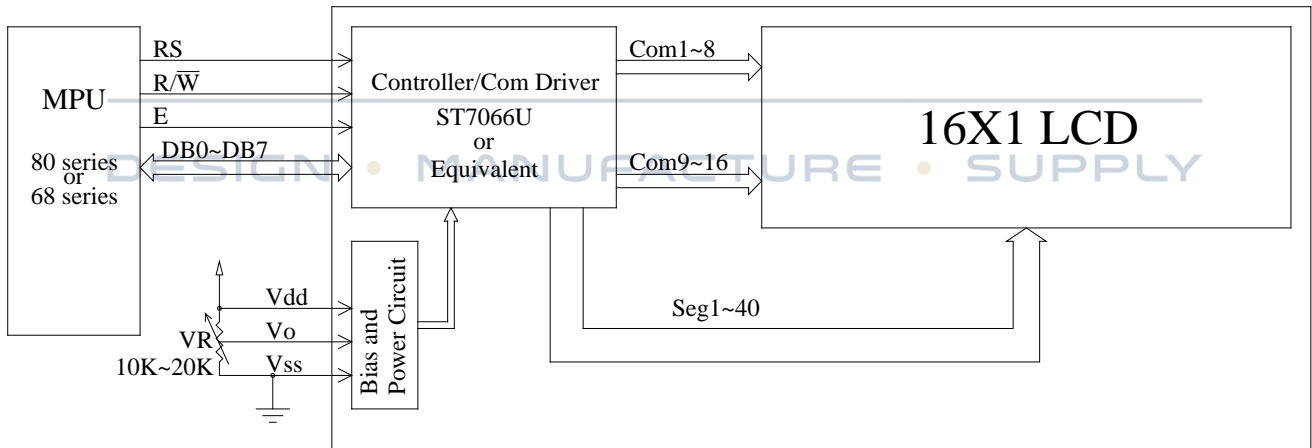 RS
R/W̅
E
DB0~DB7
MPU
80 series
or
68 series
Controller/Com Driver
ST7066U
or
Equivalent
Com1~8
Com9~16
16X1 LCD
DESIGN • MANUFACTURE • SUPPLY
Vdd
Vo
Vss
VR
10K~20K
Bias and
Power Circuit
Seg1~40